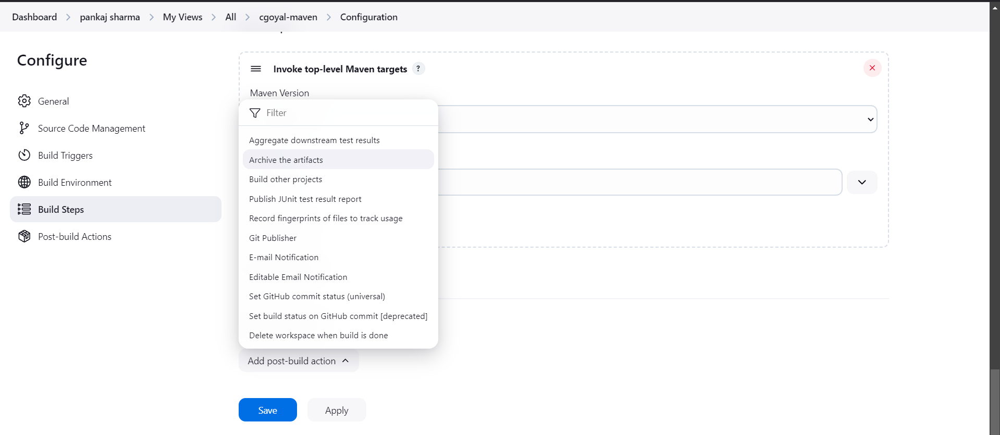 Dashboard > pankaj sharma > My Views > All > cgoyal-maven > Configuration
Configure
General
Source Code Management
Build Triggers
Build Environment
Build Steps
Post-build Actions
Invoke top-level Maven targets ?
Maven Version
Filter
Aggregate downstream test results
Archive the artifacts
Build other projects
Publish JUnit test result report
Record fingerprints of files to track usage
Git Publisher
E-mail Notification
Editable Email Notification
Set GitHub commit status (universal)
Set build status on GitHub commit [deprecated]
Delete workspace when build is done
Add post-build action
Save Apply